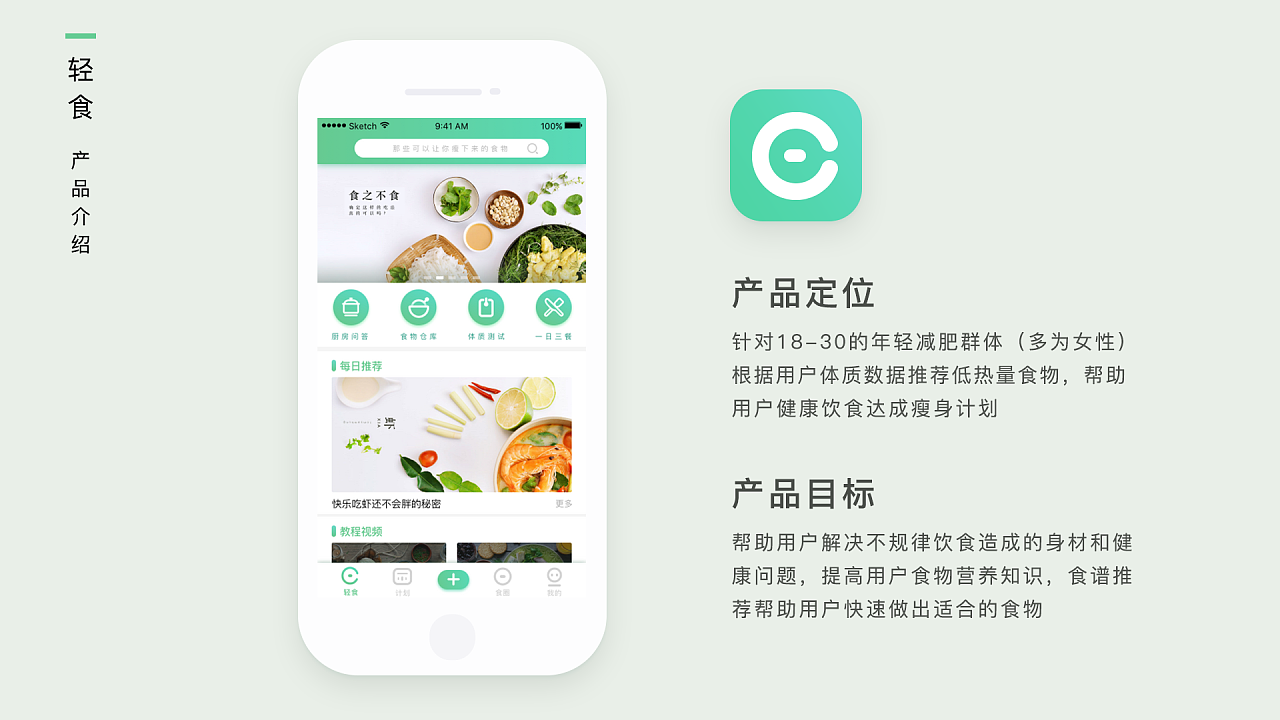 轻食
产品介绍
Sketch
9:41 AM
100%
那些可以让你慢下来的食物
食之不食
厨房问答
食物仓库
体质测试
一日三餐
每日推荐
快乐吃虾还不会胖的秘密
更多
教程视频
轻食
计划
食圈
我的
产品定位
针对18-30的年轻减肥群体（多为女性）
根据用户体质数据推荐低热量食物，帮助
用户健康饮食达成瘦身计划
产品目标
帮助用户解决不规律饮食造成的身材和健
康问题，提高用户食物营养知识，食谱推
荐帮助用户快速做出适合的食物